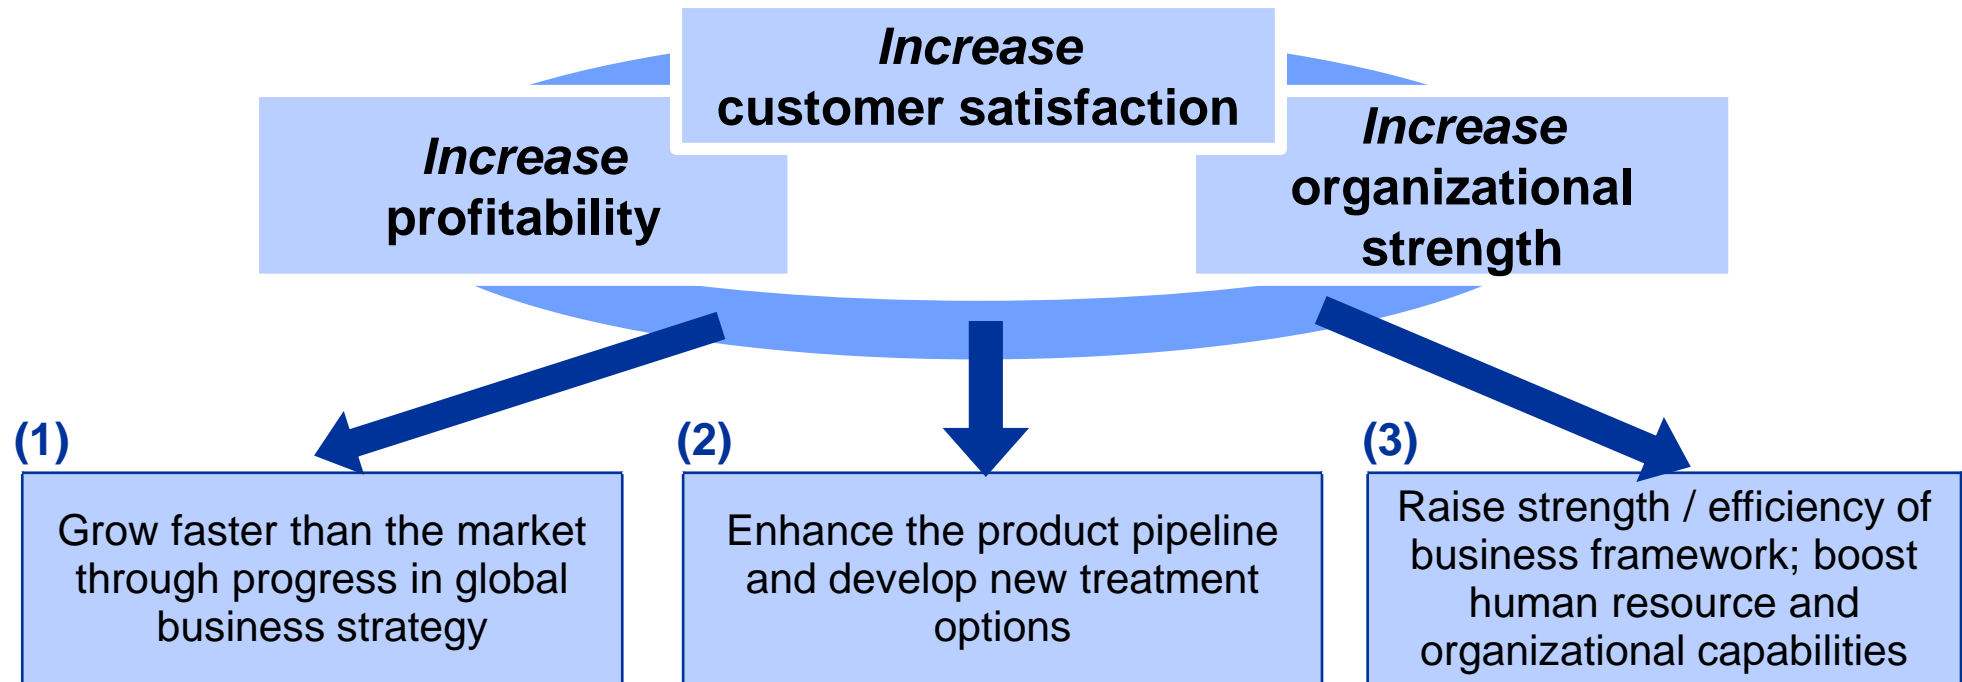 Increase
customer satisfaction
Increase
profitability
Increase
organizational
strength
(1)
Grow faster than the market
through progress in global
business strategy
(2)
Enhance the product pipeline
and develop new treatment
options
(3)
Raise strength / efficiency of
business framework; boost
human resource and
organizational capabilities